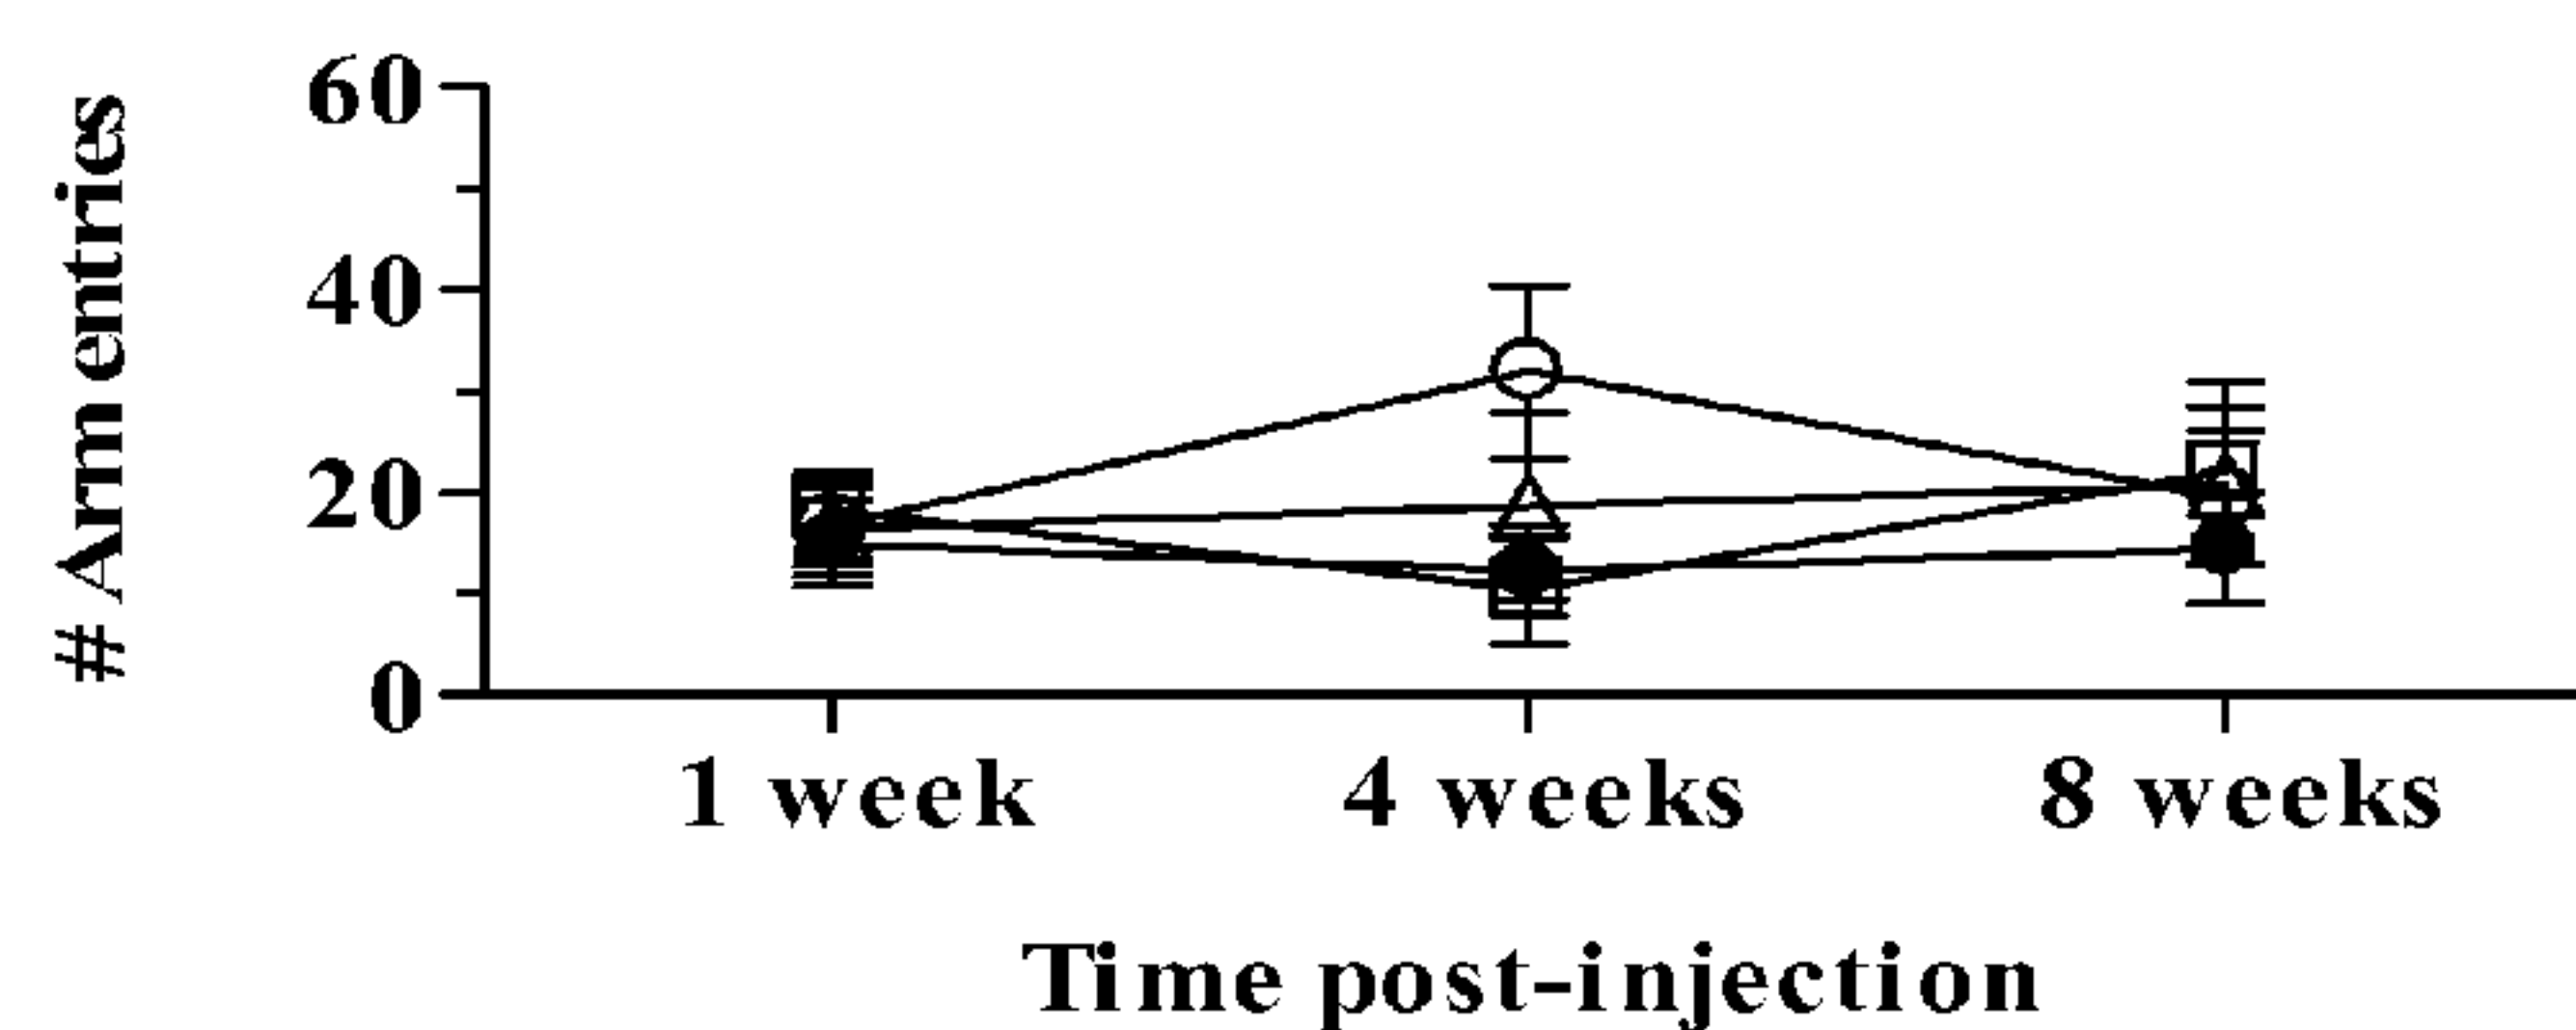 # Arm entries
60
40
20
0
1 week 4 weeks 8 weeks
Time post-injection